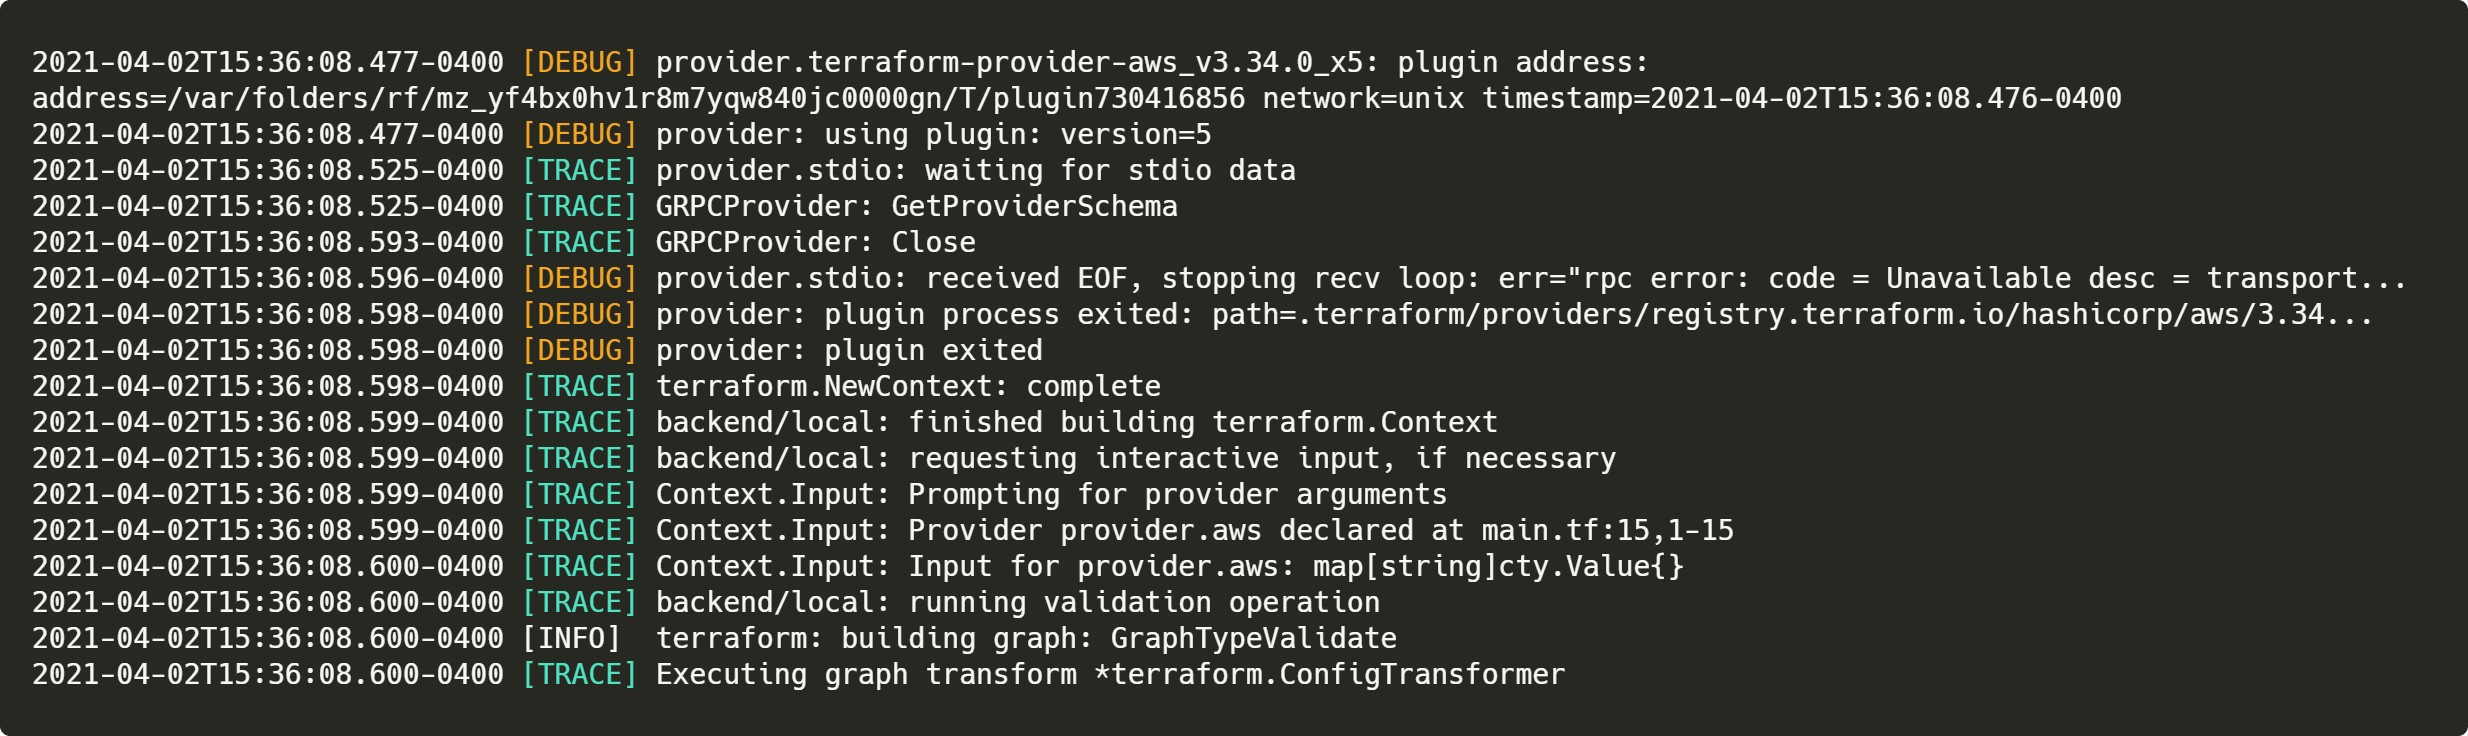 2021-04-02T15:36:08.477-0400 [DEBUG] provider.terraform-provider-aws_v3.34.0_x5: plugin address:
address=/var/folders/rf/mz_yf4bx0hv1r8m7yqw840jc0000gn/T/plugin730416856 network=unix timestamp=2021-04-02T15:36:08.476-0400
2021-04-02T15:36:08.477-0400 [DEBUG] provider: using plugin: version=5
2021-04-02T15:36:08.525-0400 [TRACE] provider.stdio: waiting for stdio data
2021-04-02T15:36:08.525-0400 [TRACE] GRPCProvider: GetProviderSchema
2021-04-02T15:36:08.593-0400 [TRACE] GRPCProvider: Close
2021-04-02T15:36:08.596-0400 [DEBUG] provider.stdio: received EOF, stopping recv loop: err="rpc error: code = Unavailable desc = transport...
2021-04-02T15:36:08.598-0400 [DEBUG] provider: plugin process exited: path=.terraform/providers/registry.terraform.io/hashicorp/aws/3.34...
2021-04-02T15:36:08.598-0400 [DEBUG] provider: plugin exited
2021-04-02T15:36:08.598-0400 [TRACE] terraform.NewContext: complete
2021-04-02T15:36:08.599-0400 [TRACE] backend/local: finished building terraform.Context
2021-04-02T15:36:08.599-0400 [TRACE] backend/local: requesting interactive input, if necessary
2021-04-02T15:36:08.599-0400 [TRACE] Context.Input: Prompting for provider arguments
2021-04-02T15:36:08.599-0400 [TRACE] Context.Input: Provider provider.aws declared at main.tf:15,1-15
2021-04-02T15:36:08.600-0400 [TRACE] Context.Input: Input for provider.aws: map[string]cty.Value{}
2021-04-02T15:36:08.600-0400 [TRACE] backend/local: running validation operation
2021-04-02T15:36:08.600-0400 [INFO]  terraform: building graph: GraphTypeValidate
2021-04-02T15:36:08.600-0400 [TRACE] Executing graph transform *terraform.ConfigTransformer